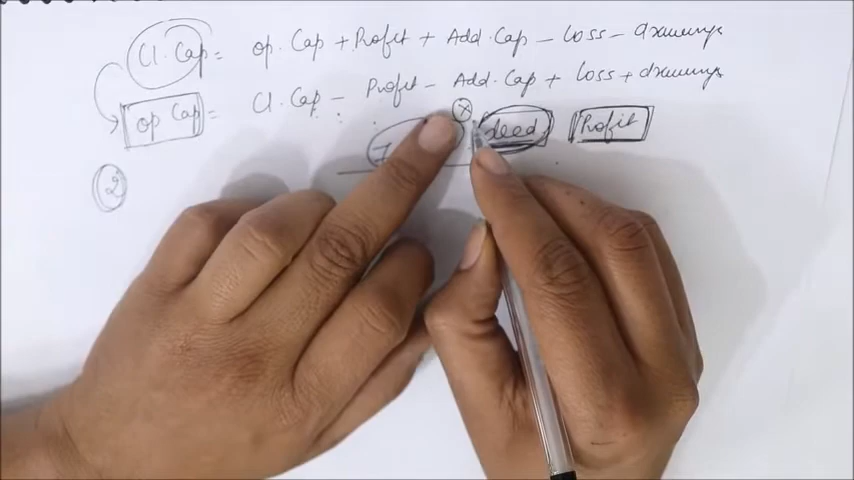 Cl. Cap = op. Cap + Profit + Add. Cap - Loss - drawings
op Cap = Cl. Cap - Profit - Add. Cap + Loss + drawings
x deed Profit
2